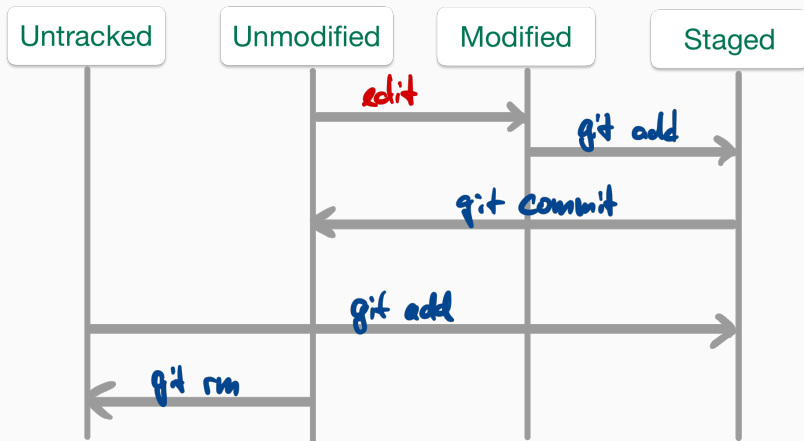 Untracked
Unmodified
Modified
Staged
edit
git add
git commit
git add
git rm